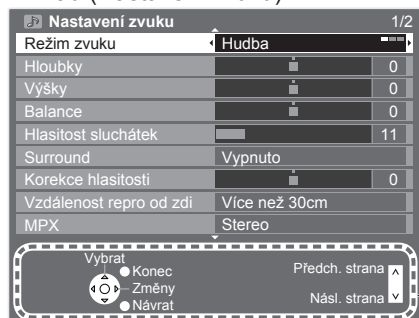 Nastavení zvuku 1/2
Režim zvuku Hudba
Hloubky 0
Výšky 0
Balance 0
Hlasitost sluchátek 11
Surround Vypnuto
Korekce hlasitosti 0
Vzdálenost repro od zdi Více než 30cm
MPX Stereo
Vybrat
Konec
Změny
Návrat
Předch. strana
Násl. strana